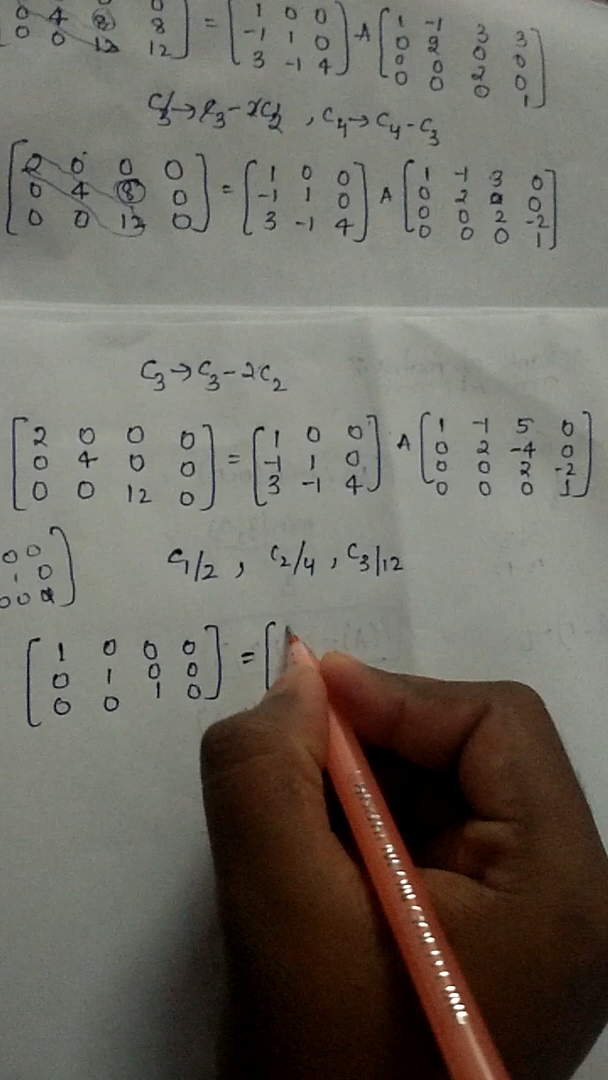 0 4 8 8 = 1 0 0 A 1 -1 3 3
0 0 12 12 -1 1 0 0 2 0 0
3 -1 4 0 0 2 0
0 0 0 1
C3→C3-2C2 , C4→C4-C3
[2 0 0 0 = [1 0 0 A [1 -1 3 0
0 4 8 0 -1 1 0 0 2 0 0
0 0 12 0] 3 -1 4] 0 0 2 -2
0 0 0 1]
C3→C3-2C2
[2 0 0 0 = [1 0 0 A [1 -1 5 0
0 4 0 0 -1 1 0 0 2 -4 0
0 0 12 0] 3 -1 4] 0 0 2 -2
0 0 0 1]
0 0
1 0
0 0]
C1/2 , C2/4 , C3/12
[1 0 0 0 = [
0 1 0 0
0 0 1 0]